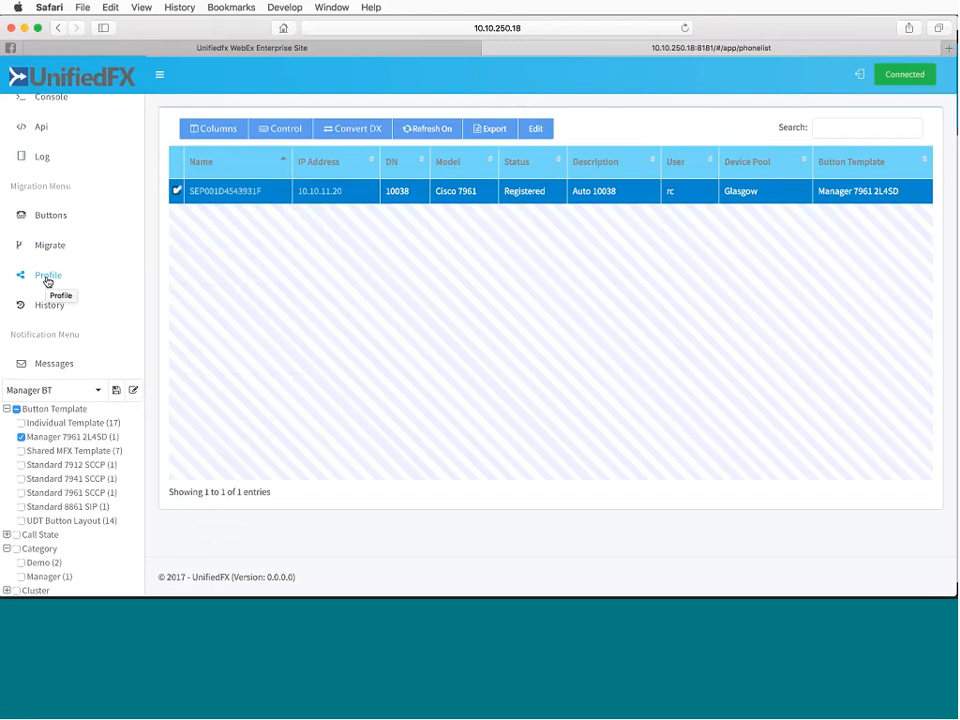 Safari File Edit View History Bookmarks Develop Window Help
10.10.250.18
Unifiedfx WebEx Enterprise Site 10.10.250.18:8181/#/app/phonelist
UnifiedFX Connected
Console
Api
Log
Migration Menu
Buttons
Migrate
Profile
Profile
History
Notification Menu
Messages
Manager BT
Button Template
Individual Template (17)
Manager 7961 2L4SD (1)
Shared MFX Template (7)
Standard 7912 SCCP (1)
Standard 7941 SCCP (1)
Standard 7961 SCCP (1)
Standard 8861 SIP (1)
UDT Button Layout (14)
Call State
Category
Demo (2)
Manager (1)
Cluster
Columns Control Convert DX Refresh On Export Edit Search:
Name IP Address DN Model Status Description User Device Pool Button Template
SEP001D4543931F 10.10.11.20 10038 Cisco 7961 Registered Auto 10038 rc Glasgow Manager 7961 2L4SD
Showing 1 to 1 of 1 entries
© 2017 - UnifiedFX (Version: 0.0.0.0)